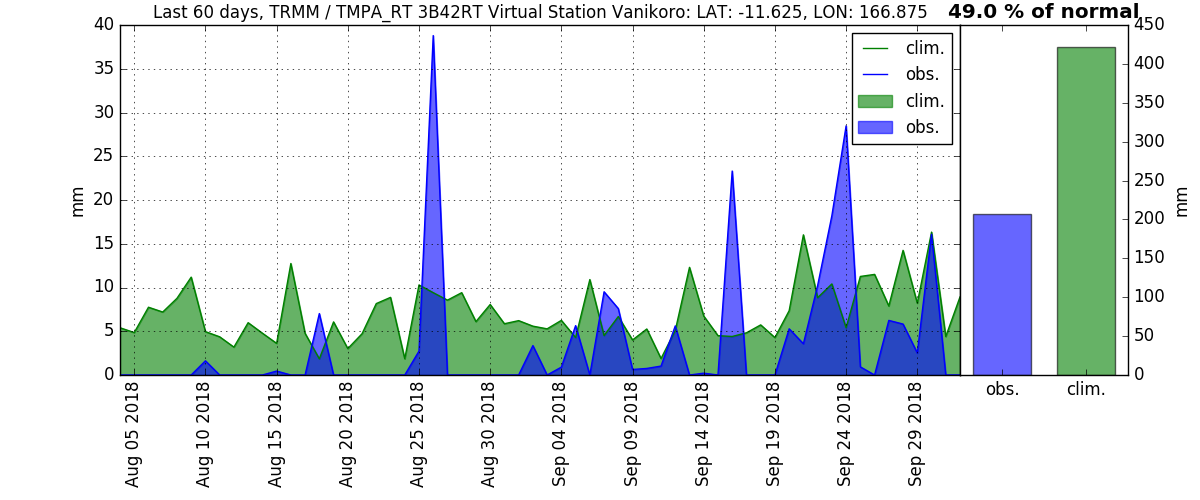 Last 60 days, TRMM / TMPA_RT 3B42RT Virtual Station Vanikoro: LAT: -11.625, LON: 166.875
49.0 % of normal
mm
40
35
30
25
20
15
10
5
0
Aug 05 2018
Aug 10 2018
Aug 15 2018
Aug 20 2018
Aug 25 2018
Aug 30 2018
Sep 04 2018
Sep 09 2018
Sep 14 2018
Sep 19 2018
Sep 24 2018
Sep 29 2018
clim.
obs.
clim.
obs.
450
400
350
300
250
200
150
100
50
0
mm
obs.
clim.